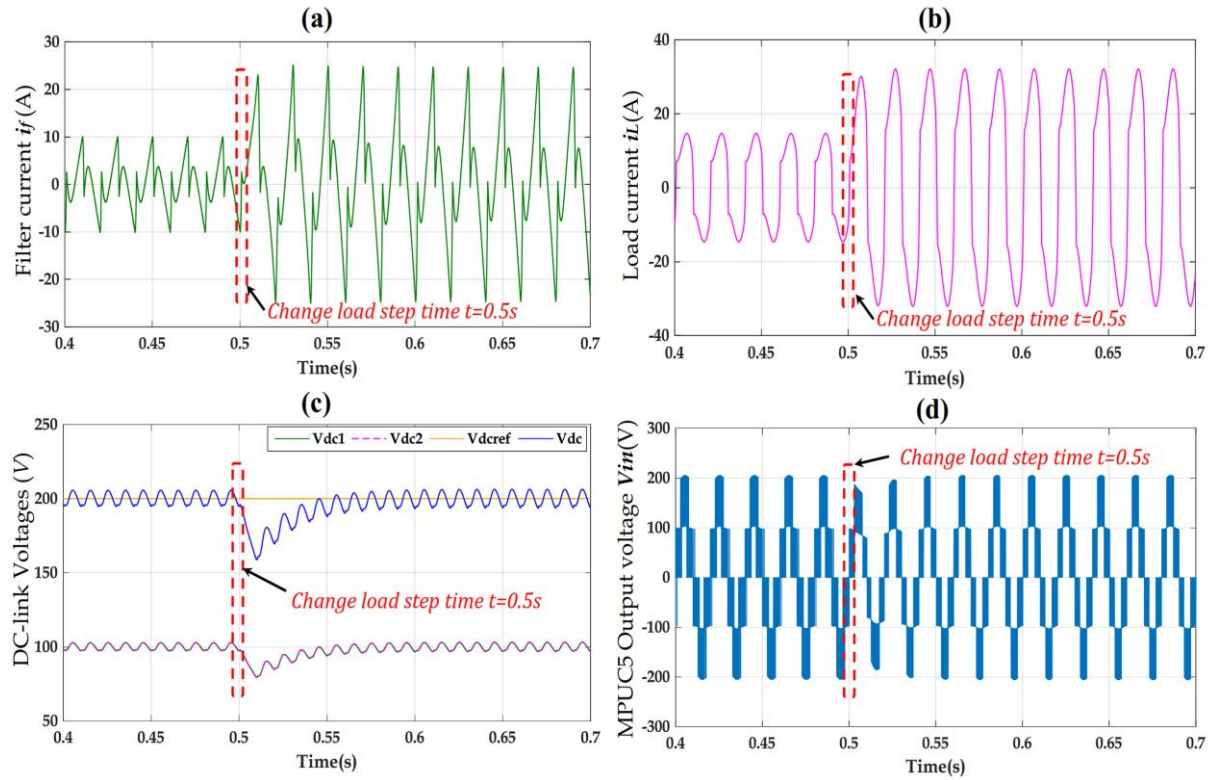 (a)
Filter current if (A)
30
20
10
0
-10
-20
-30
0.4
0.45
0.5
0.55
0.6
0.65
0.7
Change load step time t=0.5s
Time(s)
(b)
Load current iL(A)
40
20
0
-20
-40
0.4
0.45
0.5
0.55
0.6
0.65
0.7
Change load step time t=0.5s
Time(s)
(c)
DC-link Voltages (V)
250
200
150
100
50
Vdc1
Vdc2
Vdcref
Vdc
Change load step time t=0.5s
0.4
0.45
0.5
0.55
0.6
0.65
0.7
Time(s)
(d)
MPUC5 Output voltage Vin(V)
300
200
100
0
-100
-200
-300
Change load step time t=0.5s
0.4
0.45
0.5
0.55
0.6
0.65
0.7
Time(s)